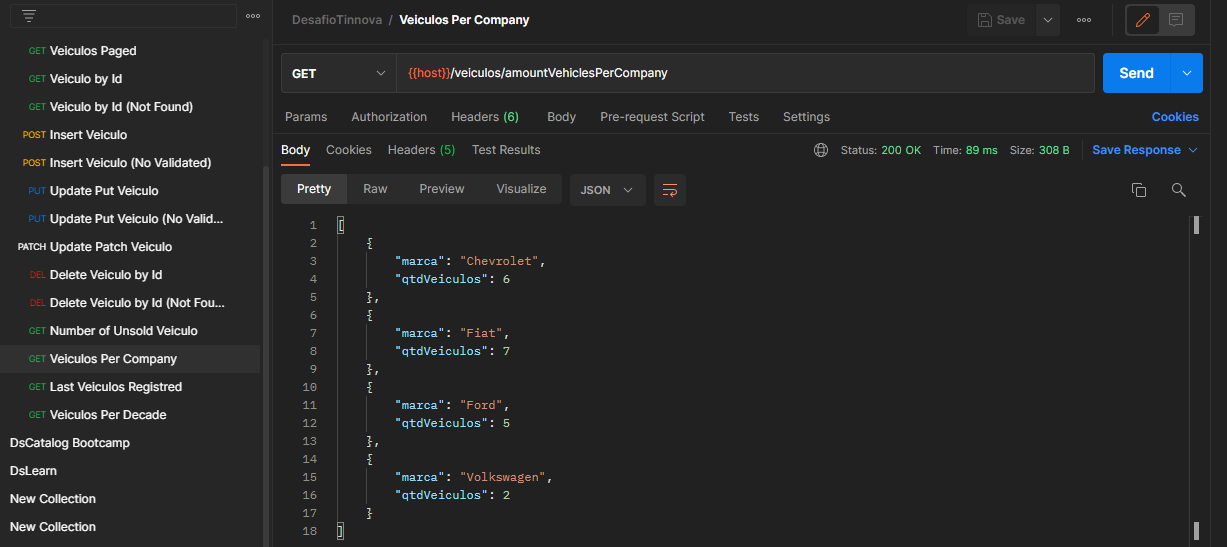 DesafioTinnova / Veiculos Per Company
Save
GET {{host}}/veiculos/amountVehiclesPerCompany
Send
Params Authorization Headers (6) Body Pre-request Script Tests Settings
Cookies
Body Cookies Headers (5) Test Results
Status: 200 OK Time: 89 ms Size: 308 B
Save Response
Pretty Raw Preview Visualize JSON
1 [
2 {
3 "marca": "Chevrolet",
4 "qtdVeiculos": 6
5 },
6 {
7 "marca": "Fiat",
8 "qtdVeiculos": 7
9 },
10 {
11 "marca": "Ford",
12 "qtdVeiculos": 5
13 },
14 {
15 "marca": "Volkswagen",
16 "qtdVeiculos": 2
17 }
18 ]
GET Veiculos Paged
GET Veiculo by Id
GET Veiculo by Id (Not Found)
POST Insert Veiculo
POST Insert Veiculo (No Validated)
PUT Update Put Veiculo
PUT Update Put Veiculo (No Valid...
PATCH Update Patch Veiculo
DEL Delete Veiculo by Id
DEL Delete Veiculo by Id (Not Fou...
GET Number of Unsold Veiculo
GET Veiculos Per Company
GET Last Veiculos Registred
GET Veiculos Per Decade
DsCatalog Bootcamp
DsLearn
New Collection
New Collection